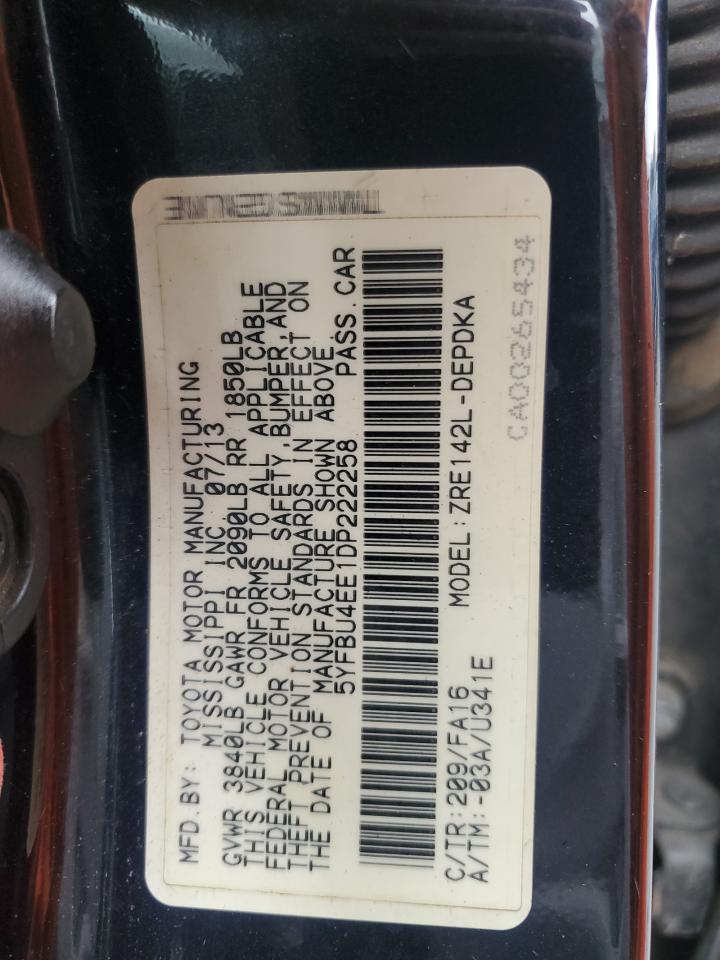 MFD.BY: TOYOTA MOTOR MANUFACTURING
MISSISSIPPI INC. 07/13
GVWR 3840LB GAWR FR 2090LB RR 1850LB
THIS VEHICLE CONFORMS TO ALL APPLICABLE
FEDERAL MOTOR VEHICLE SAFETY,BUMPER,AND
THEFT PREVENTION STANDARDS IN EFFECT ON
THE DATE OF MANUFACTURE SHOWN ABOVE.
5YFBU4EE1DP222258 PASS.CAR
C/TR:209/FA16 MODEL:ZRE142L-DEPDKA
A/TM:-03A/U341E
CA00265434